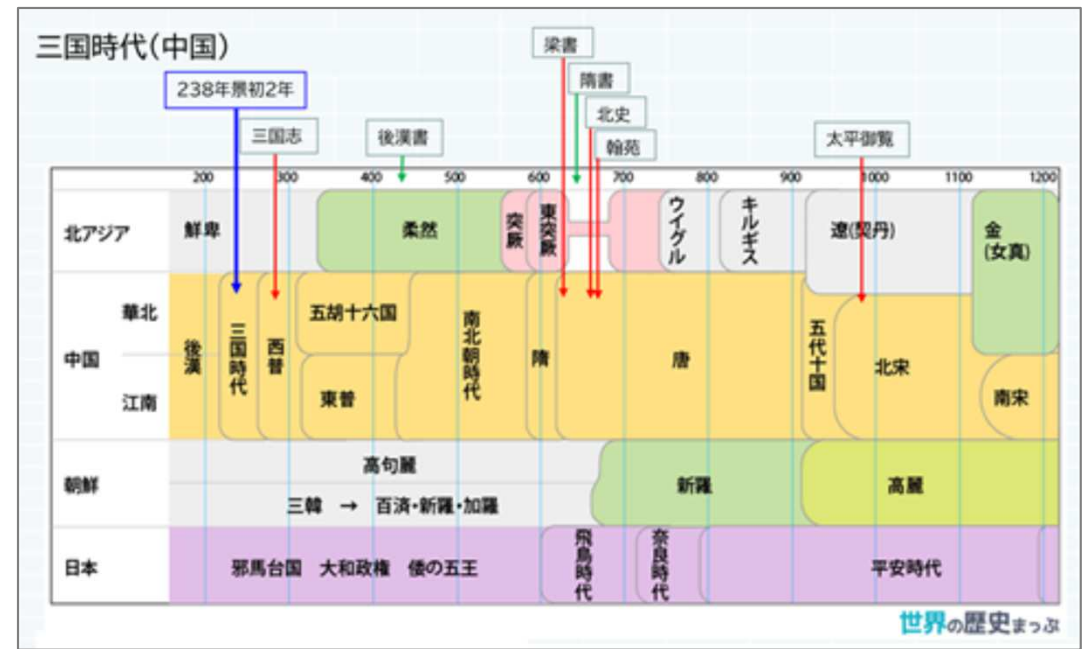 三国時代(中国)
梁書
隋書
238年景初2年
北史
三国志
後漢書
翰苑
太平御覧
200 300 400 500 600 700 800 900 1000 1100 1200
北アジア
鮮卑
柔然
突厥
東突厥
ウイグル
キルギス
遼(契丹)
金
(女真)
中国
華北
江南
後漢
三国時代
西晋
五胡十六国
東晋
南北朝時代
隋
唐
五代十国
北宋
南宋
朝鮮
高句麗
三韓 → 百済・新羅・加羅
新羅
高麗
日本
邪馬台国 大和政権 倭の五王
飛鳥時代
奈良時代
平安時代
世界の歴史まっぷ